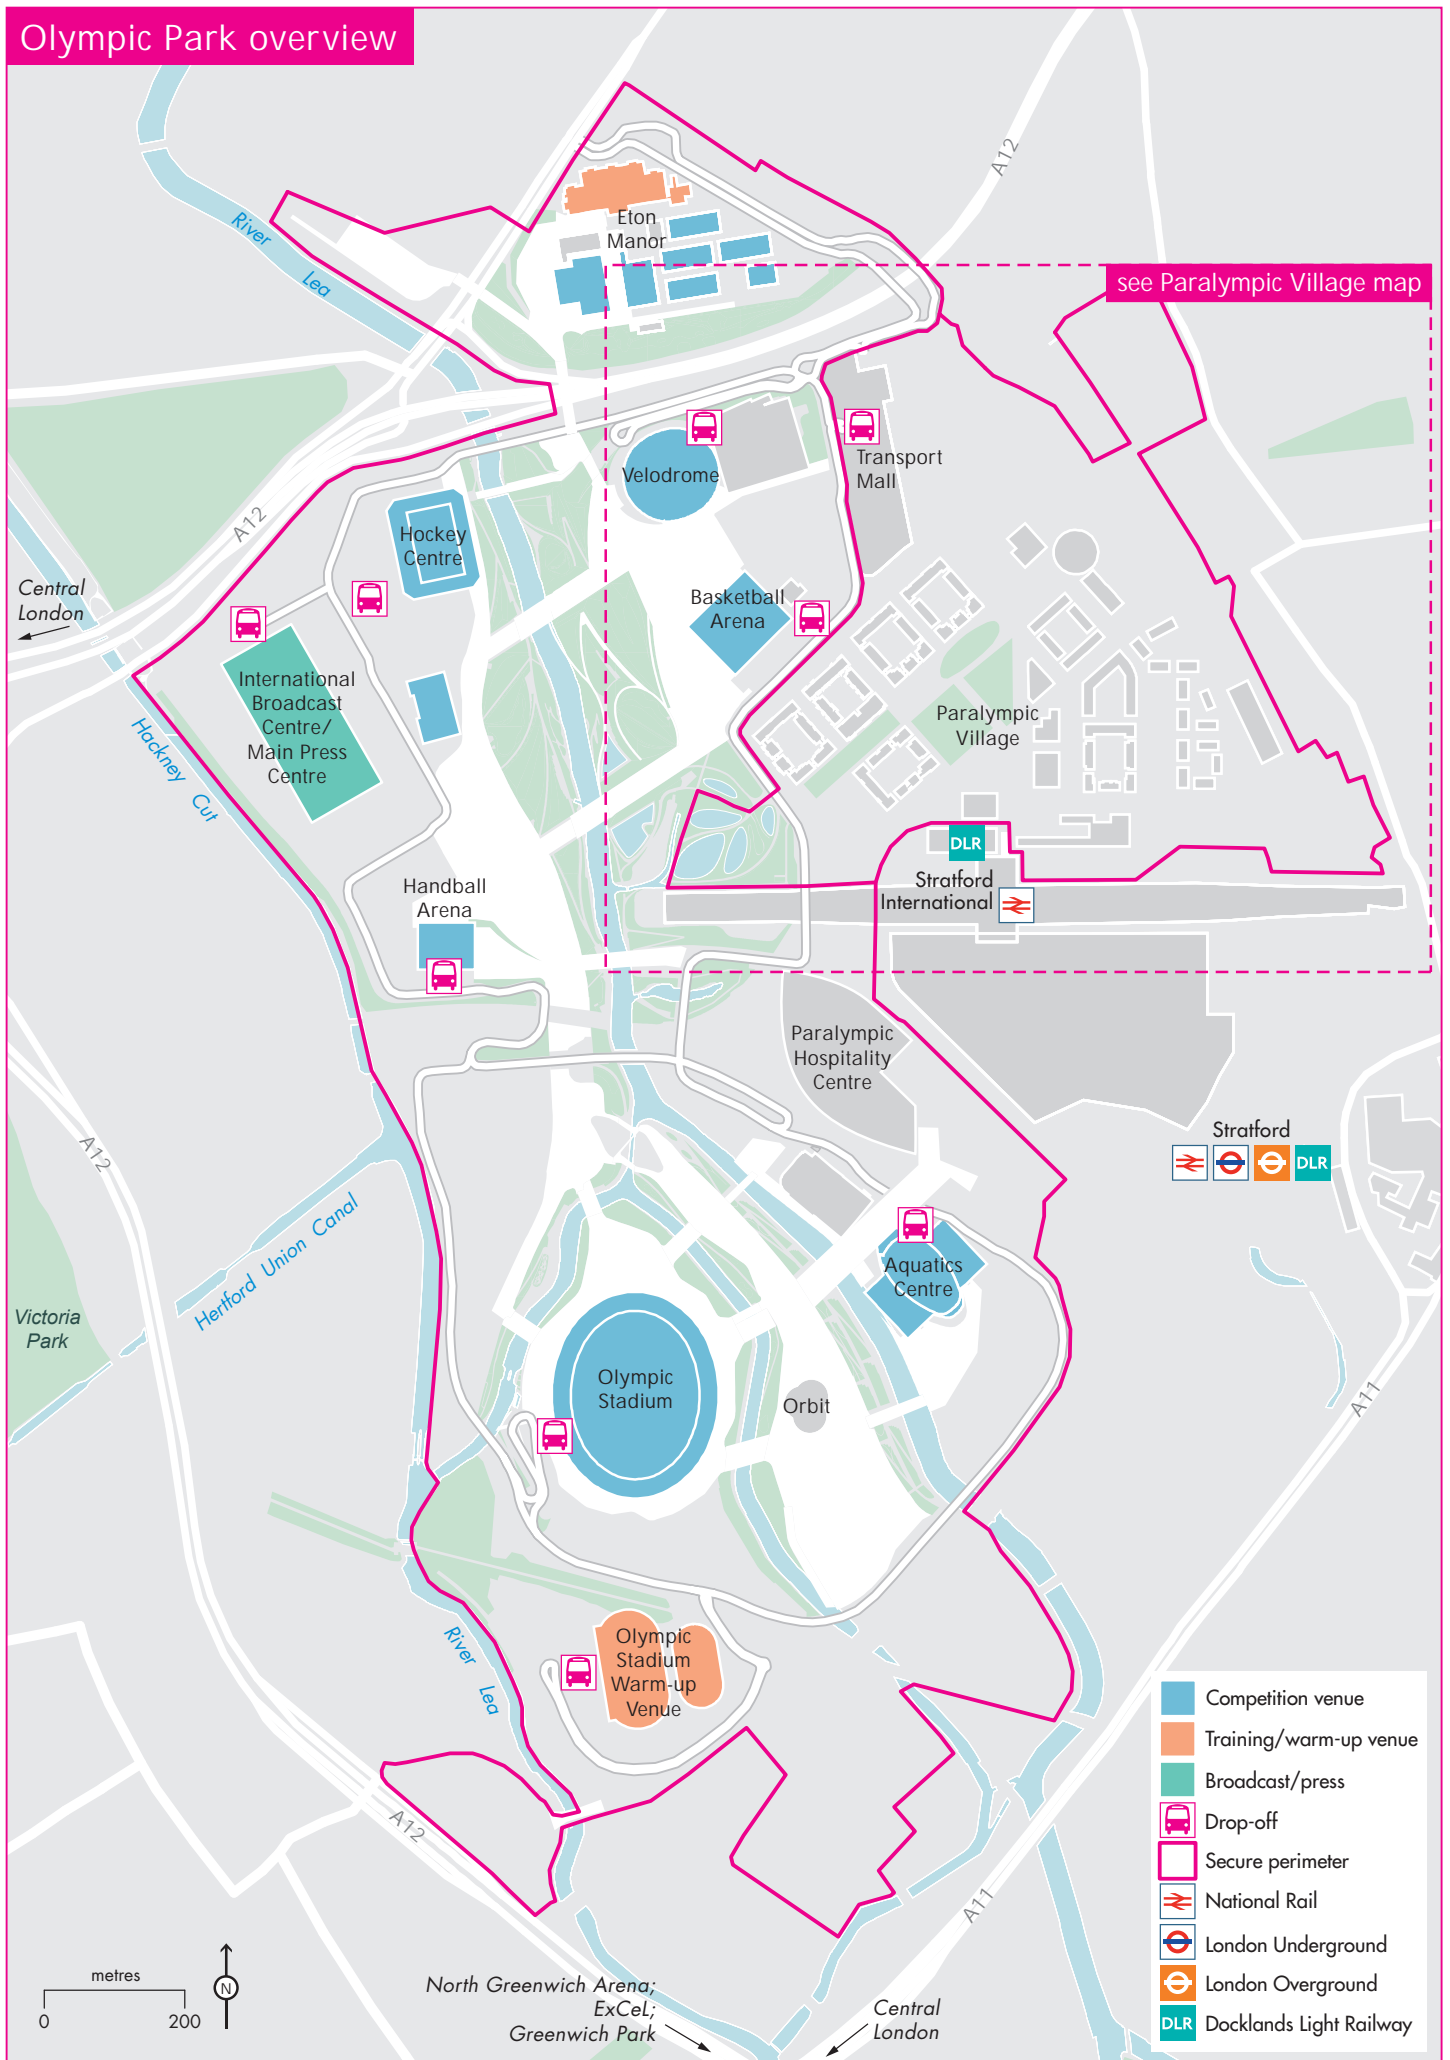 Olympic Park overview
A12
River
Lea
Eton
Manor
see Paralympic Village map
Velodrome
Transport
Mall
A12
Hockey
Centre
Central
London
Basketball
Arena
International
Broadcast
Centre/
Main Press
Centre
Hackney Cut
Paralympic
Village
DLR
Stratford
International
Handball
Arena
Paralympic
Hospitality
Centre
Stratford
DLR
A12
Hertford Union Canal
Aquatics
Centre
Victoria
Park
Olympic
Stadium
Orbit
A11
River
Lea
Olympic
Stadium
Warm-up
Venue
A12
A11
Competition venue
Training/warm-up venue
Broadcast/press
Drop-off
Secure perimeter
National Rail
London Underground
London Overground
DLR Docklands Light Railway
metres
0 200
N
North Greenwich Arena;
ExCeL;
Greenwich Park
Central
London